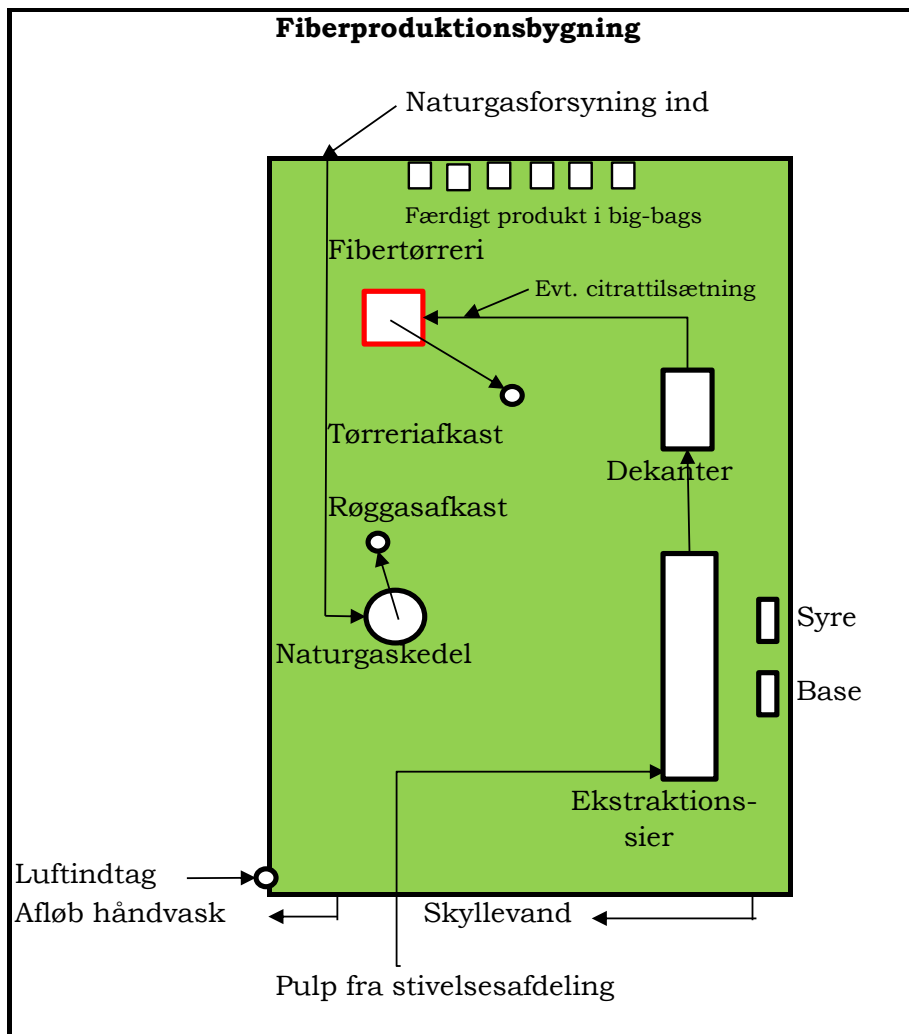 Fiberproduktionsbygning
Naturgasforsyning ind
Færdigt produkt i big-bags
Fibertørreri
Evt. citrattilsætning
Tørreriafkast
Dekanter
Røggasafkast
Syre
Naturgaskedel
Base
Ekstraktions-
sier
Luftindtag
Afløb håndvask
Skyllevand
Pulp fra stivelsesafdeling